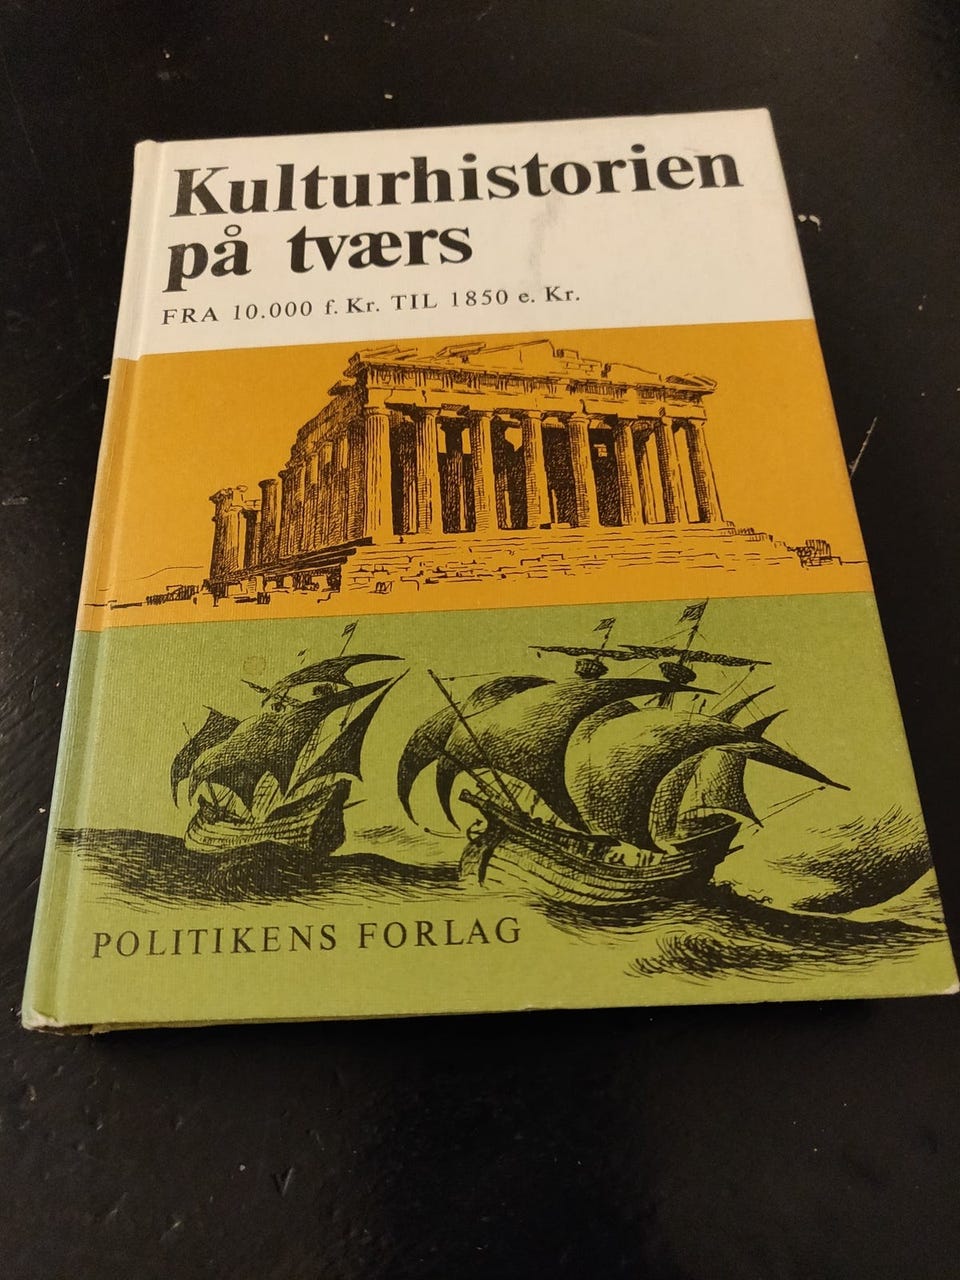 Kulturhistorien
på tværs
FRA 10.000 f. Kr. TIL 1850 e. Kr.
POLITIKENS FORLAG